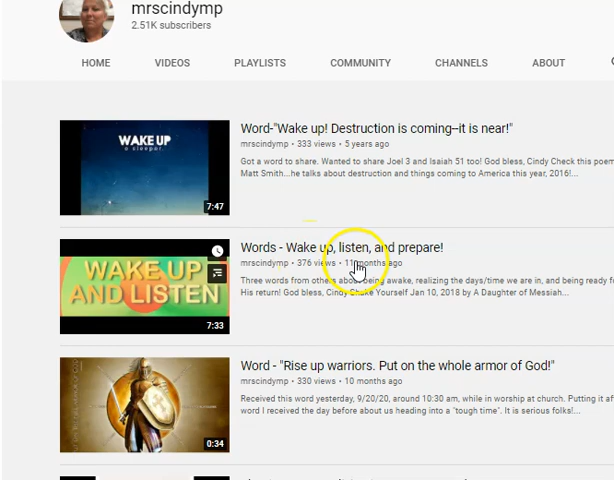 mrscindymp
2.51K subscribers
HOME VIDEOS PLAYLISTS COMMUNITY CHANNELS ABOUT
WAKE UP
o sleeper.
7:47
Word-"Wake up! Destruction is coming--it is near!"
mrscindymp • 333 views • 5 years ago
Got a word to share. Wanted to share Joel 3 and Isaiah 51 too! God bless, Cindy Check this poem
Matt Smith...he talks about destruction and things coming to America this year, 2016!...
WAKE UP
AND LISTEN
7:33
Words - Wake up, listen, and prepare!
mrscindymp • 376 views • 11 months ago
Three words from others about being awake, realizing the days/time we are in, and being ready fo
His return! God bless, Cindy Shake Yourself Jan 10, 2018 by A Daughter of Messiah...
0:34
Word - "Rise up warriors. Put on the whole armor of God!"
mrscindymp • 330 views • 10 months ago
Received this word yesterday, 9/20/20, around 10:30 am, while in worship at church. Putting it aft
word I received the day before about us heading into a "tough time". It is serious folks!...